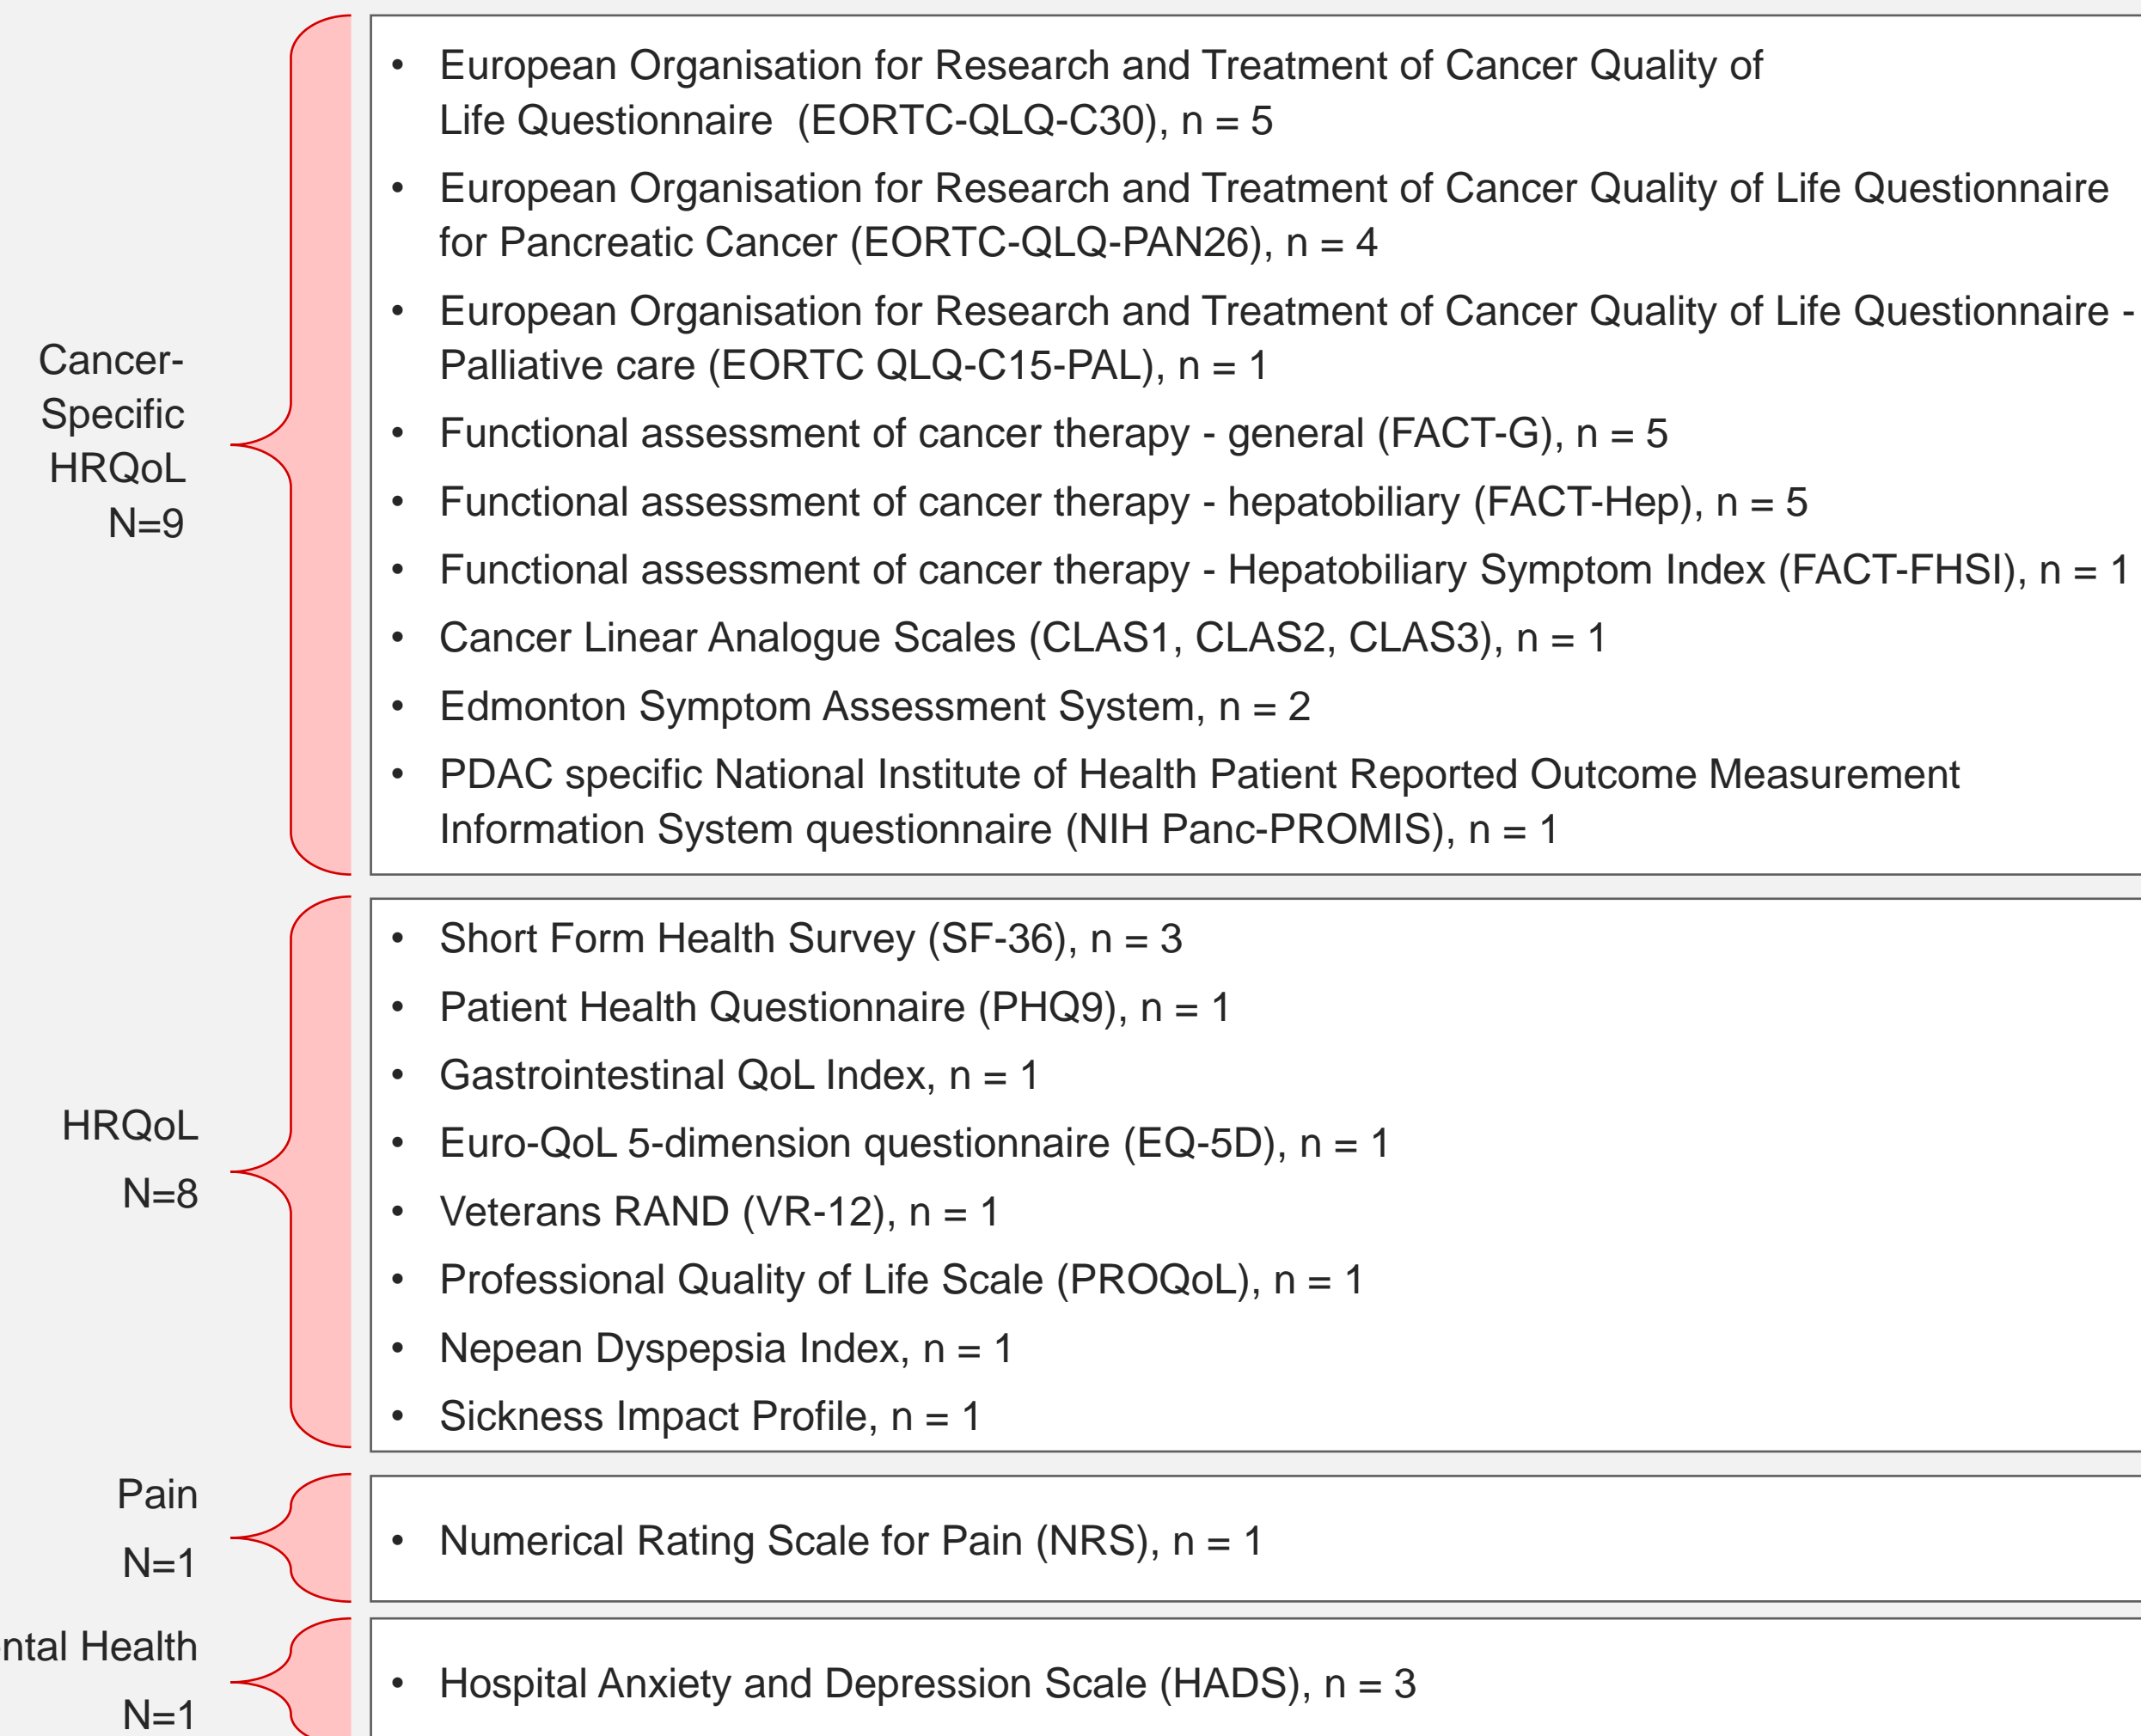 Cancer-
Specific
HRQoL
N=9
• European Organisation for Research and Treatment of Cancer Quality of
Life Questionnaire (EORTC-QLQ-C30), n = 5
• European Organisation for Research and Treatment of Cancer Quality of Life Questionnaire
for Pancreatic Cancer (EORTC-QLQ-PAN26), n = 4
• European Organisation for Research and Treatment of Cancer Quality of Life Questionnaire -
Palliative care (EORTC QLQ-C15-PAL), n = 1
• Functional assessment of cancer therapy - general (FACT-G), n = 5
• Functional assessment of cancer therapy - hepatobiliary (FACT-Hep), n = 5
• Functional assessment of cancer therapy - Hepatobiliary Symptom Index (FACT-FHSI), n = 1
• Cancer Linear Analogue Scales (CLAS1, CLAS2, CLAS3), n = 1
• Edmonton Symptom Assessment System, n = 2
• PDAC specific National Institute of Health Patient Reported Outcome Measurement
Information System questionnaire (NIH Panc-PROMIS), n = 1
HRQoL
N=8
• Short Form Health Survey (SF-36), n = 3
• Patient Health Questionnaire (PHQ9), n = 1
• Gastrointestinal QoL Index, n = 1
• Euro-QoL 5-dimension questionnaire (EQ-5D), n = 1
• Veterans RAND (VR-12), n = 1
• Professional Quality of Life Scale (PROQoL), n = 1
• Nepean Dyspepsia Index, n = 1
• Sickness Impact Profile, n = 1
Pain
N=1
• Numerical Rating Scale for Pain (NRS), n = 1
ntal Health
N=1
• Hospital Anxiety and Depression Scale (HADS), n = 3